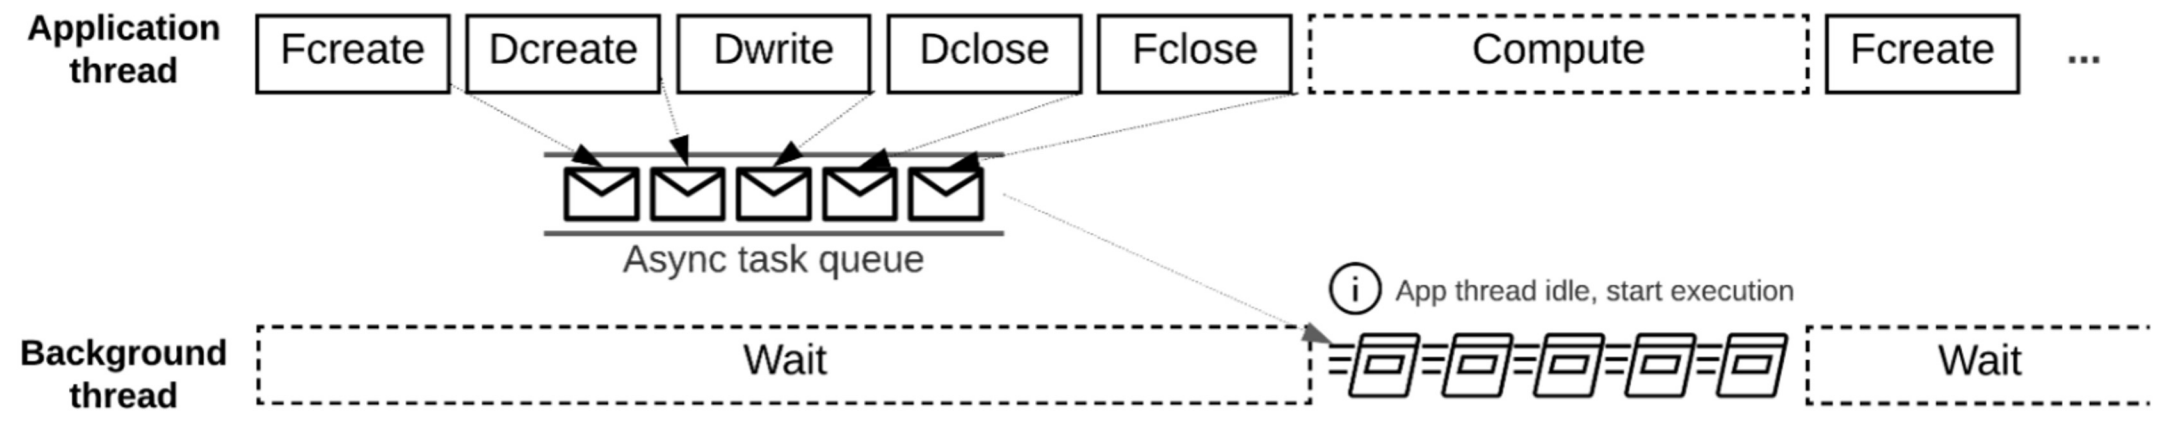 Application
thread
Fcreate
Dcreate
Dwrite
Dclose
Fclose
Compute
Fcreate
...
Async task queue
i
App thread idle, start execution
Background
thread
Wait
Wait